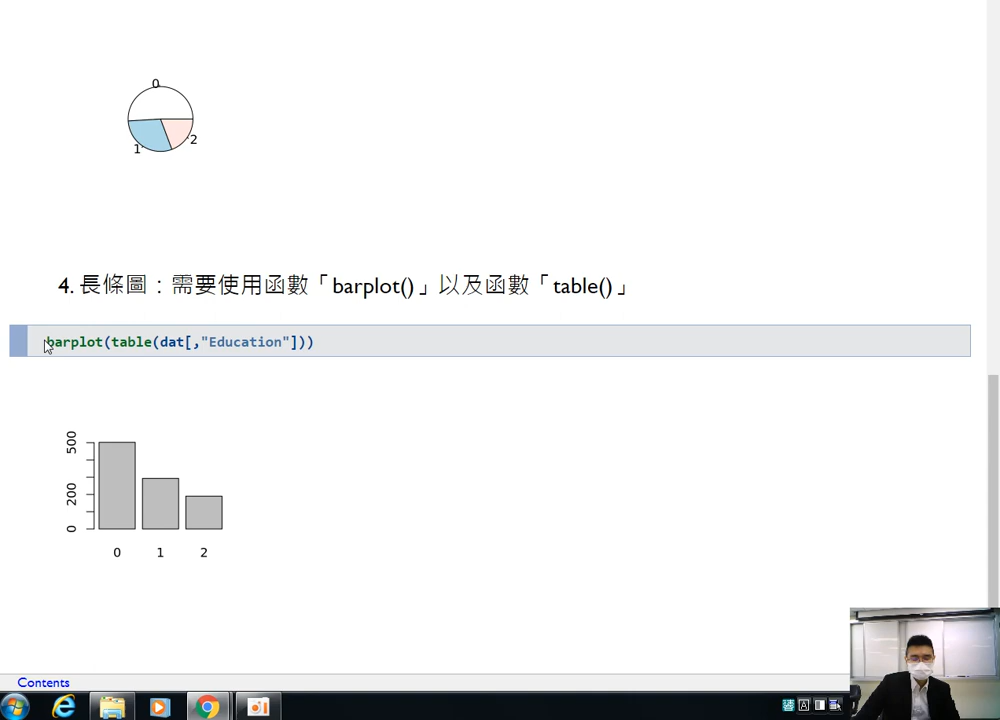 0
1
2
4. 長條圖：需要使用函數「barplot()」以及函數「table()」
barplot(table(dat[,"Education"]))
500
200
0
0 1 2
Contents